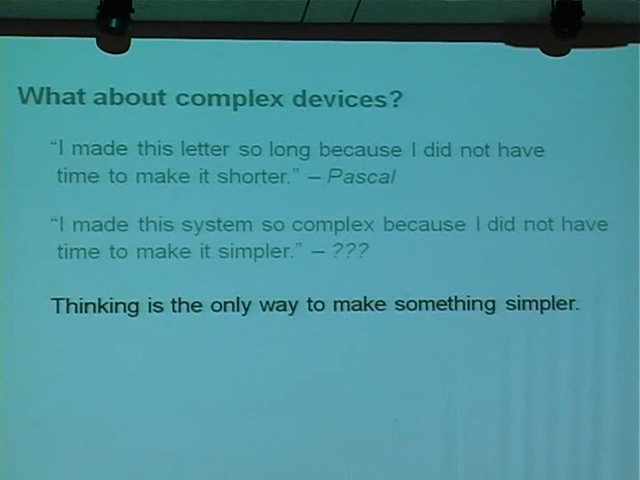 What about complex devices?
“I made this letter so long because I did not have
time to make it shorter.” – Pascal
“I made this system so complex because I did not have
time to make it simpler.” – ???
Thinking is the only way to make something simpler.